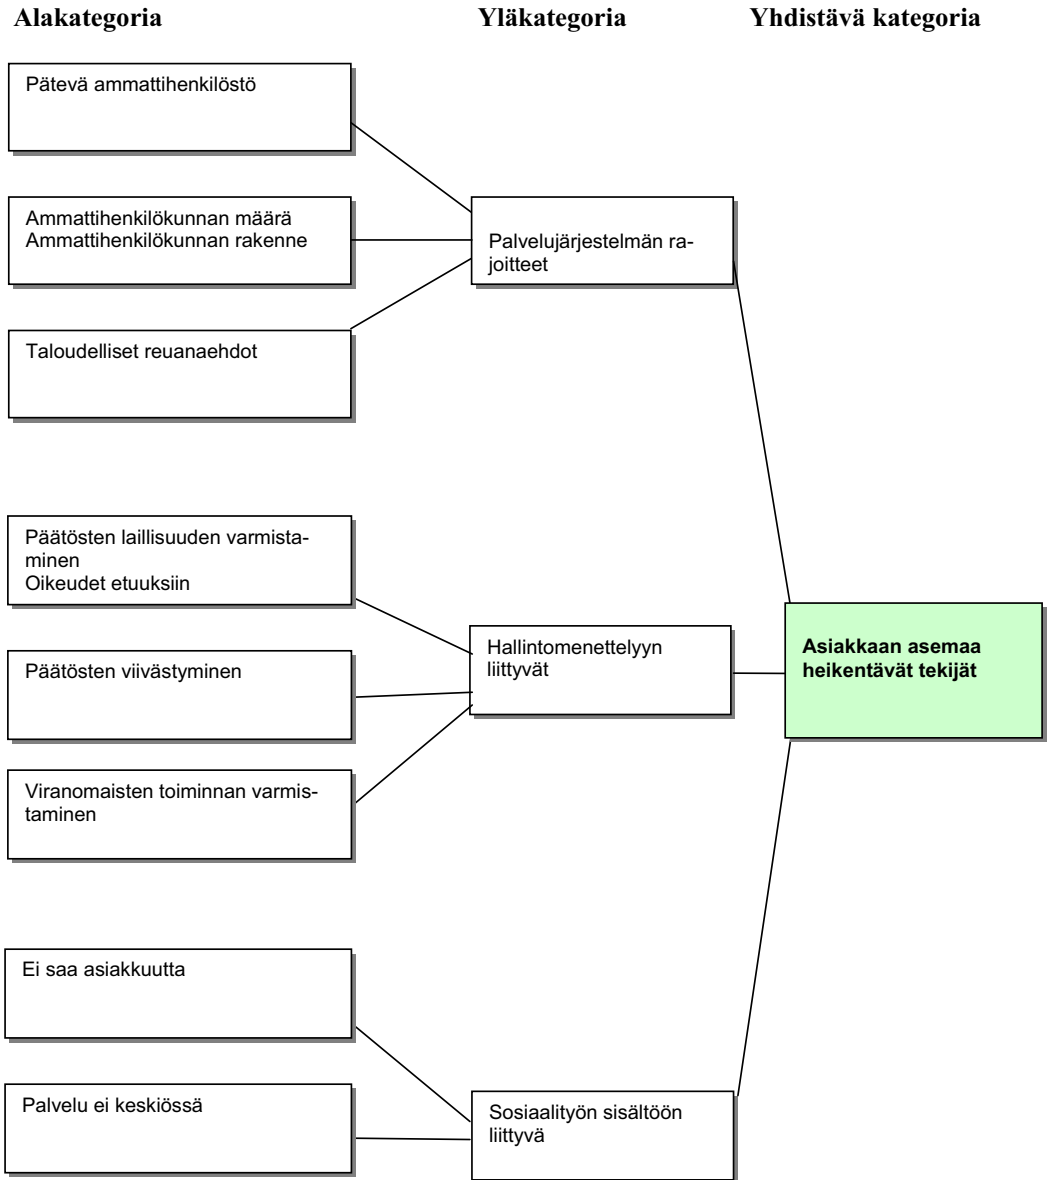 Alakategoria
Yläkategoria
Yhdistävä kategoria
Pätevä ammattihenkilöstö
Ammattihenkilökunnan määrä
Ammattihenkilökunnan rakenne
Taloudelliset reuanaehdot
Palvelujärjestelmän ra-
joitteet
Päätösten laillisuuden varmista-
minen
Oikeudet etuuksiin
Päätösten viivästyminen
Viranomaisten toiminnan varmis-
taminen
Hallintomenettelyyn
liittyvät
Asiakkaan asemaa
heikentävät tekijät
Ei saa asiakkuutta
Palvelu ei keskiössä
Sosiaalityön sisältöön
liittyvä